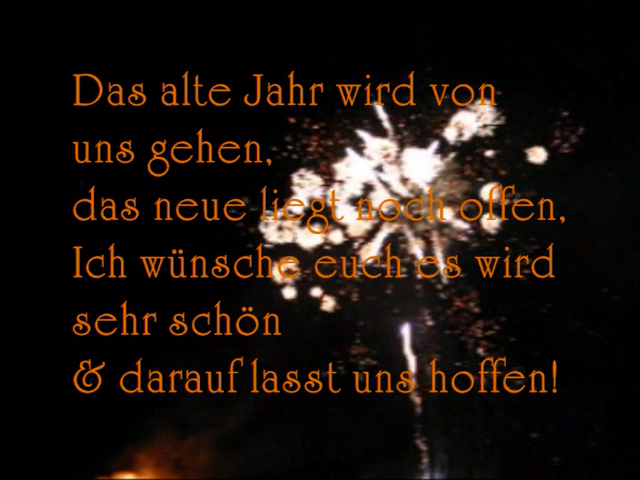 Das alte Jahr wird von
uns gehen,
das neue liegt noch offen,
Ich wünsche euch es wird
sehr schön
& darauf lasst uns hoffen!